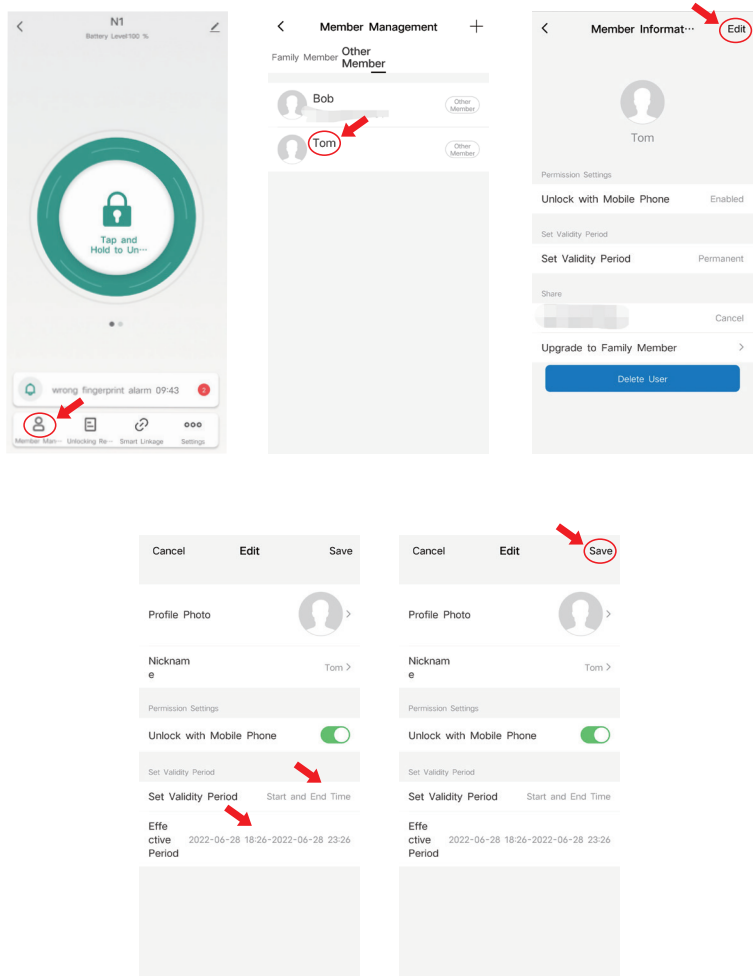 N1
Battery Level100 %
Tap and
Hold to Un···
wrong fingerprint alarm 09:43
2
Member Man··· Unlocking Re··· Smart Linkage Settings
Member Management
Family Member Other
Member
Bob
Other
Member
Tom
Other
Member
Member Informat··· Edit
Tom
Permission Settings
Unlock with Mobile Phone Enabled
Set Validity Period
Set Validity Period Permanent
Share
Cancel
Upgrade to Family Member
Delete User
Cancel Edit Save
Profile Photo
Nicknam
e
Tom
Permission Settings
Unlock with Mobile Phone
Set Validity Period
Set Validity Period Start and End Time
Effe
ctive 2022-06-28 18:26-2022-06-28 23:26
Period
Cancel Edit Save
Profile Photo
Nicknam
e
Tom
Permission Settings
Unlock with Mobile Phone
Set Validity Period
Set Validity Period Start and End Time
Effe
ctive 2022-06-28 18:26-2022-06-28 23:26
Period